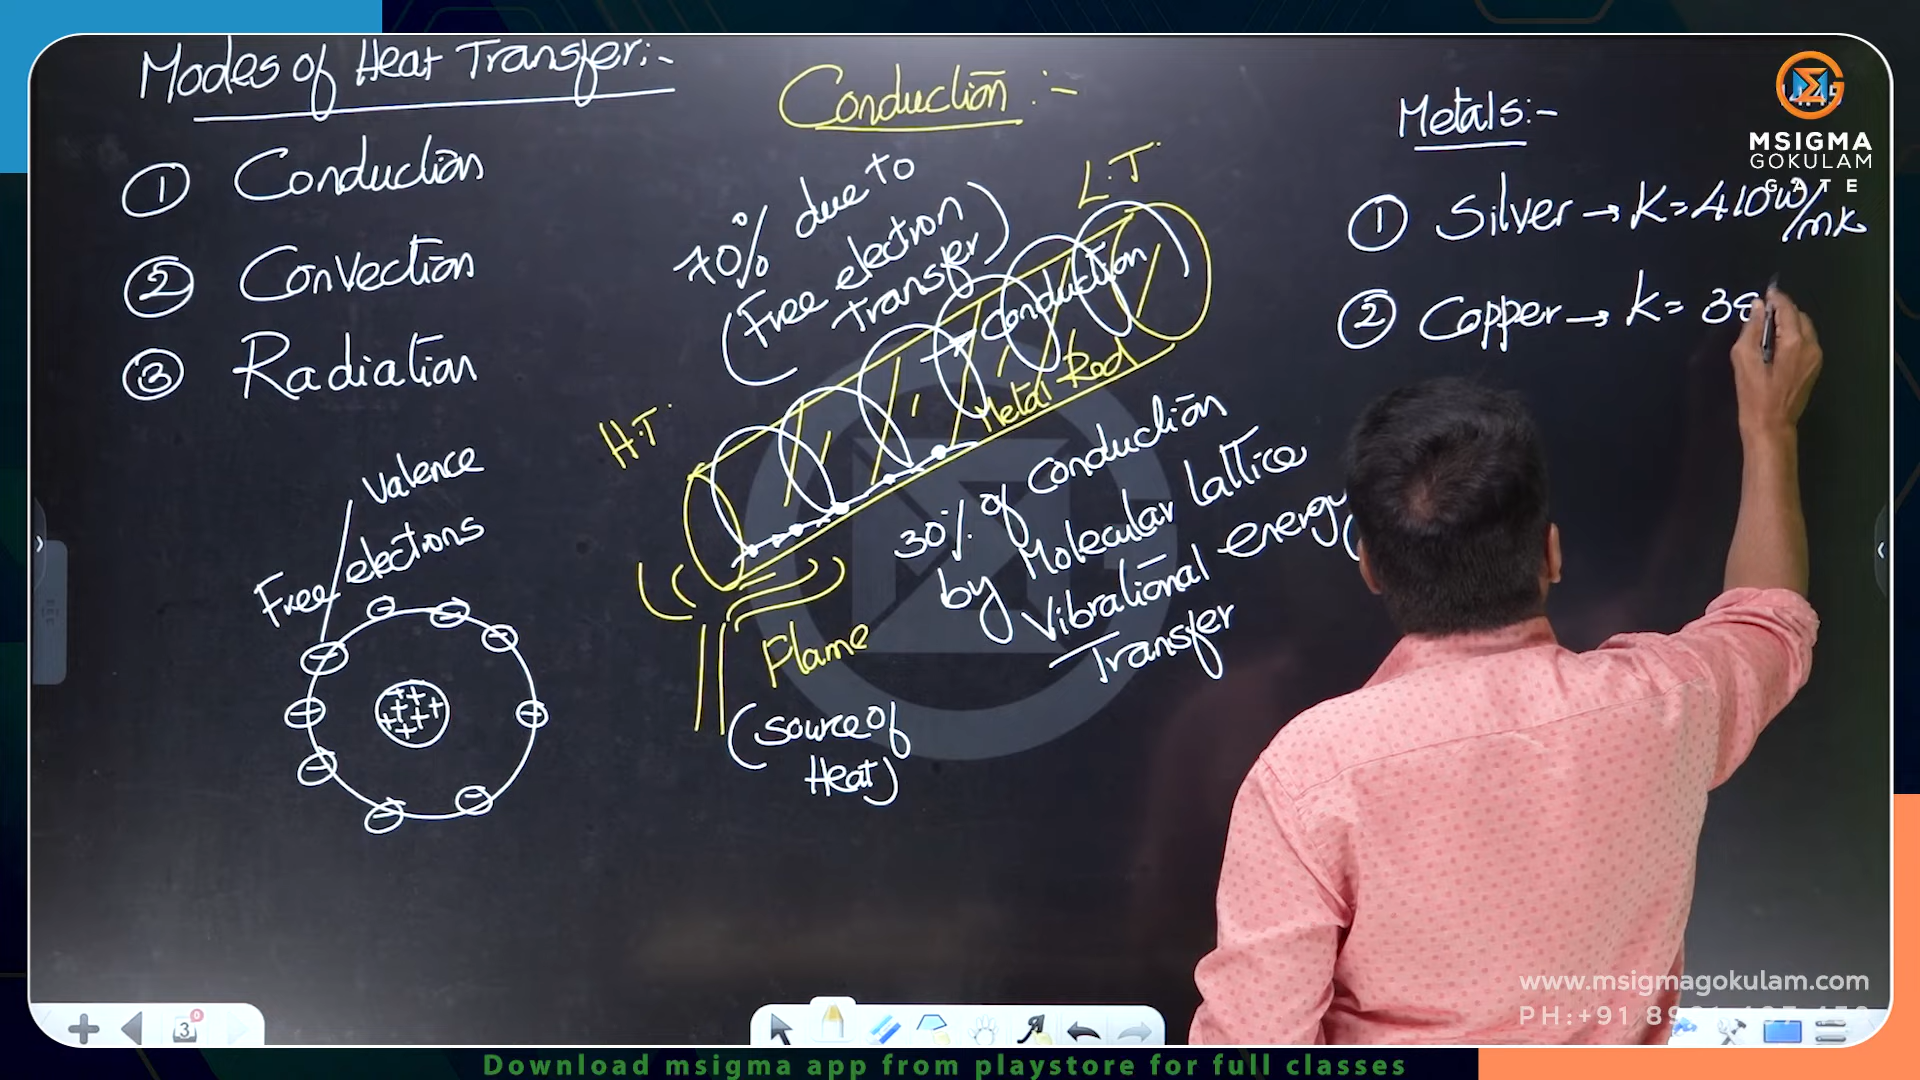 Modes of Heat Transfer:-
① Conduction
② Convection
③ Radiation
Valence
Free electrons
Conduction :-
70% due to
(Free electron
transfer)
L.T.
H.T.
Conduction
Metal Rod
30% of conduction
by Molecular lattice
Vibrational energy
Transfer
Flame
(source of
Heat)
Metals:-
① Silver → K = 410 W/mk
② Copper → K = 38
MSIGMA
GOKULAM
GATE
www.msigmagokulam.com
PH:+91
3
0
Download msigma app from playstore for full classes